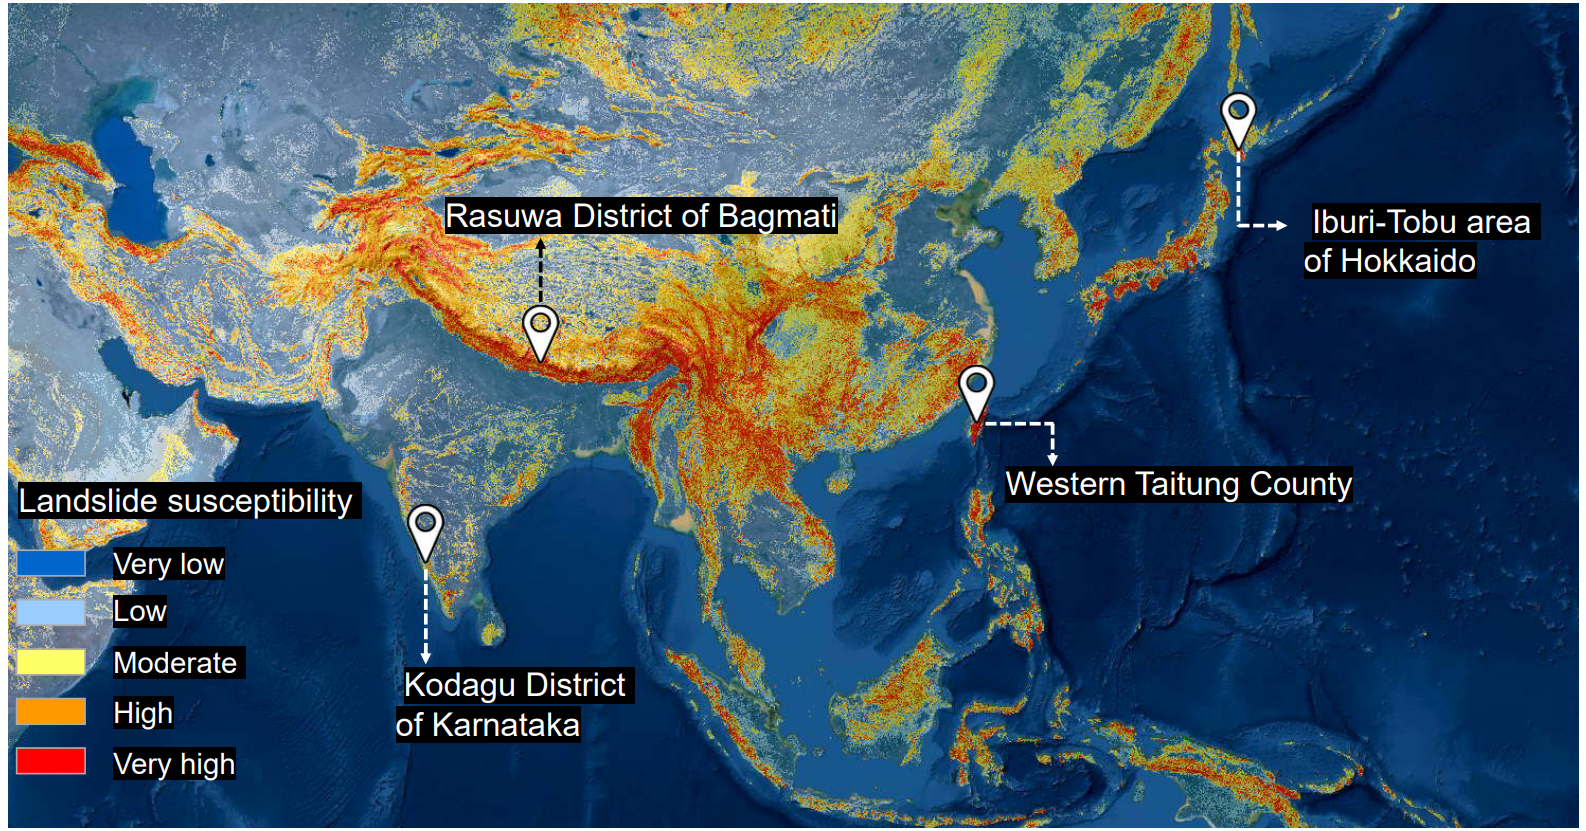 Rasuwa District of Bagmati
Iburi-Tobu area
of Hokkaido
Western Taitung County
Landslide susceptibility
Very low
Low
Moderate
High
Very high
Kodagu District
of Karnataka